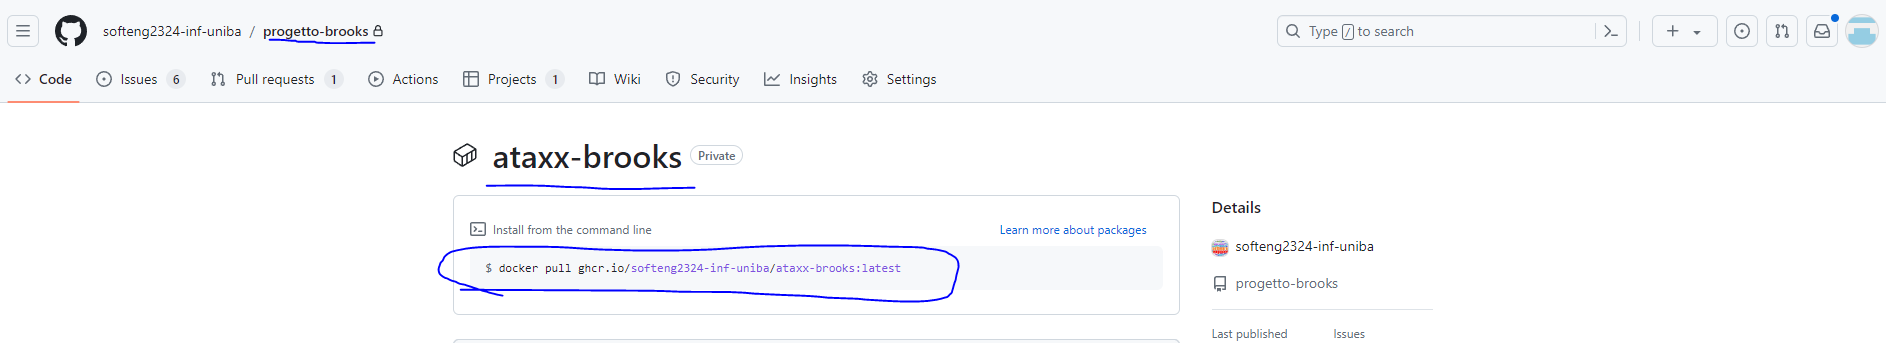 softeng2324-inf-uniba / progetto-brooks
Type / to search
Code Issues 6 Pull requests 1 Actions Projects 1 Wiki Security Insights Settings
ataxx-brooks Private
Install from the command line
Learn more about packages
$ docker pull ghcr.io/softeng2324-inf-uniba/ataxx-brooks:latest
Details
softeng2324-inf-uniba
progetto-brooks
Last published Issues